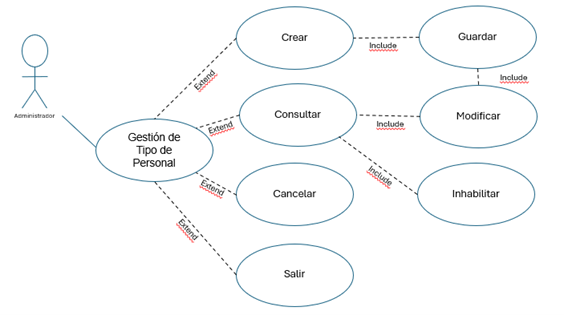 Crear
Include
Guardar
Extend
Include
Administrador
Consultar
Extend
Include
Modificar
Gestión de
Tipo de
Personal
Extend
Cancelar
Include
Inhabilitar
Extend
Salir